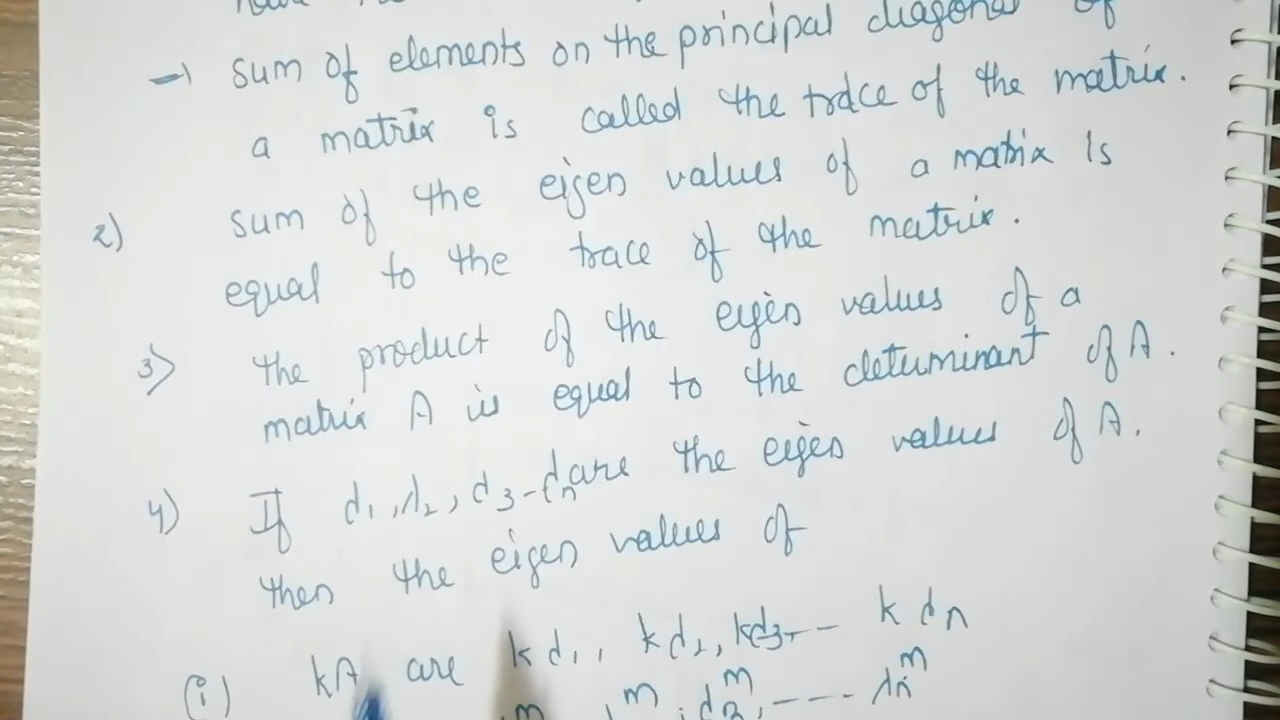 → sum of elements on the principal diagonal of
a matrix is called the trace of the matrix.
2) sum of the eigen values of a matrix is
equal to the trace of the matrix.
3) the product of the eigen values of a
matrix A is equal to the determinant of A.
4) If λ1, λ2, λ3-λn are the eigen values of A.
then the eigen values of
(i) kA are kλ1, kλ2, kλ3, -- kλn
m, λ3^m, ---- λn^m